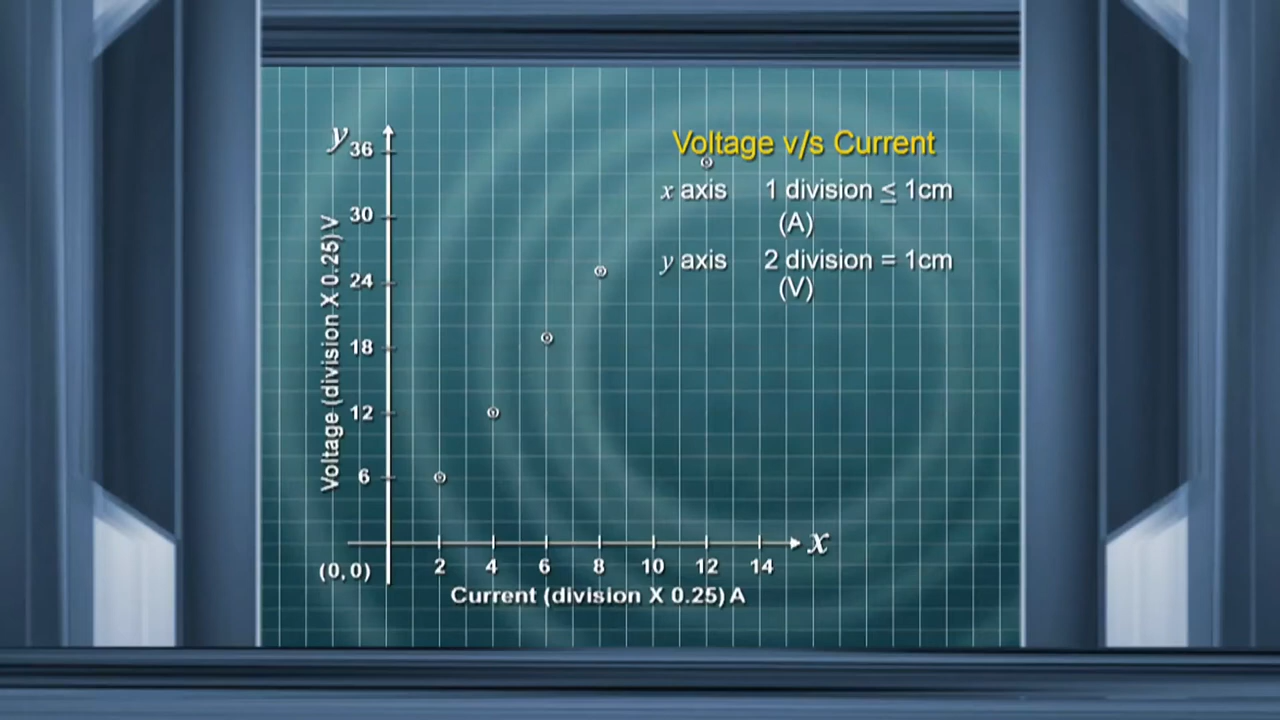 y
36
30
24
18
12
6
Voltage (division X 0.25) V
Voltage v/s Current
x axis 1 division ≤ 1cm
(A)
y axis 2 division = 1cm
(V)
x
(0, 0) 2 4 6 8 10 12 14
Current (division X 0.25) A